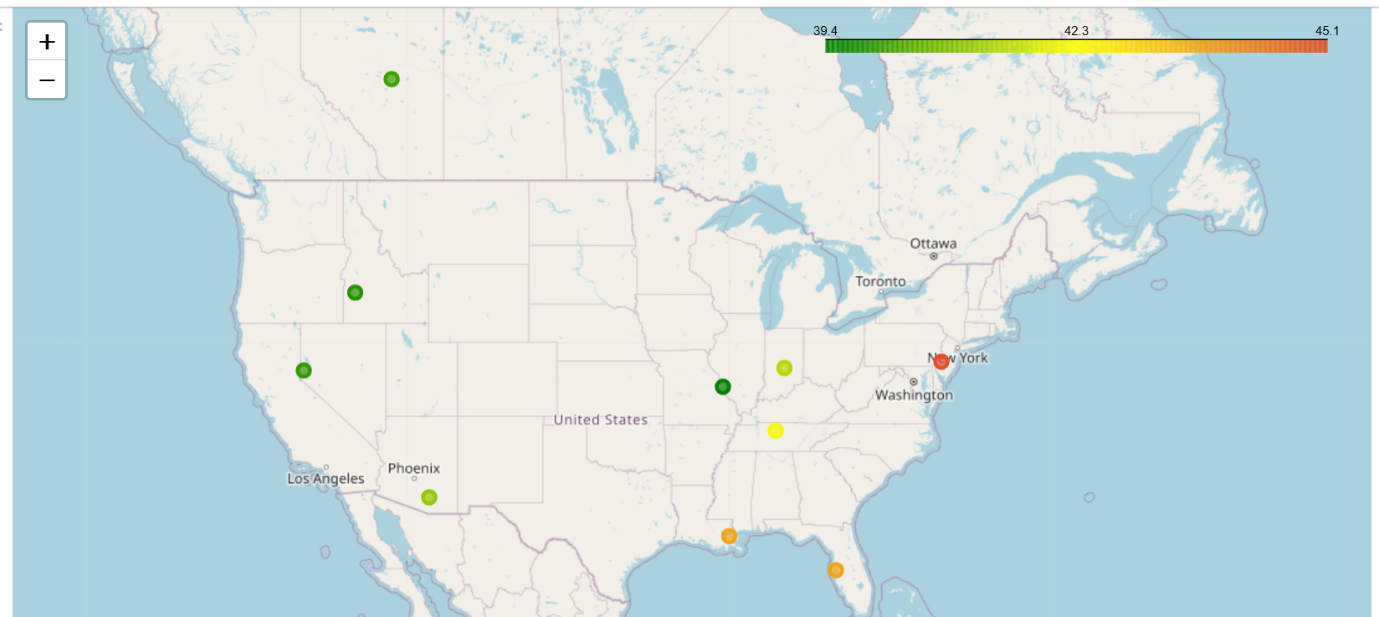 +
−
39.4 42.3 45.1
Ottawa
Toronto
New York
Washington
United States
Phoenix
Los Angeles